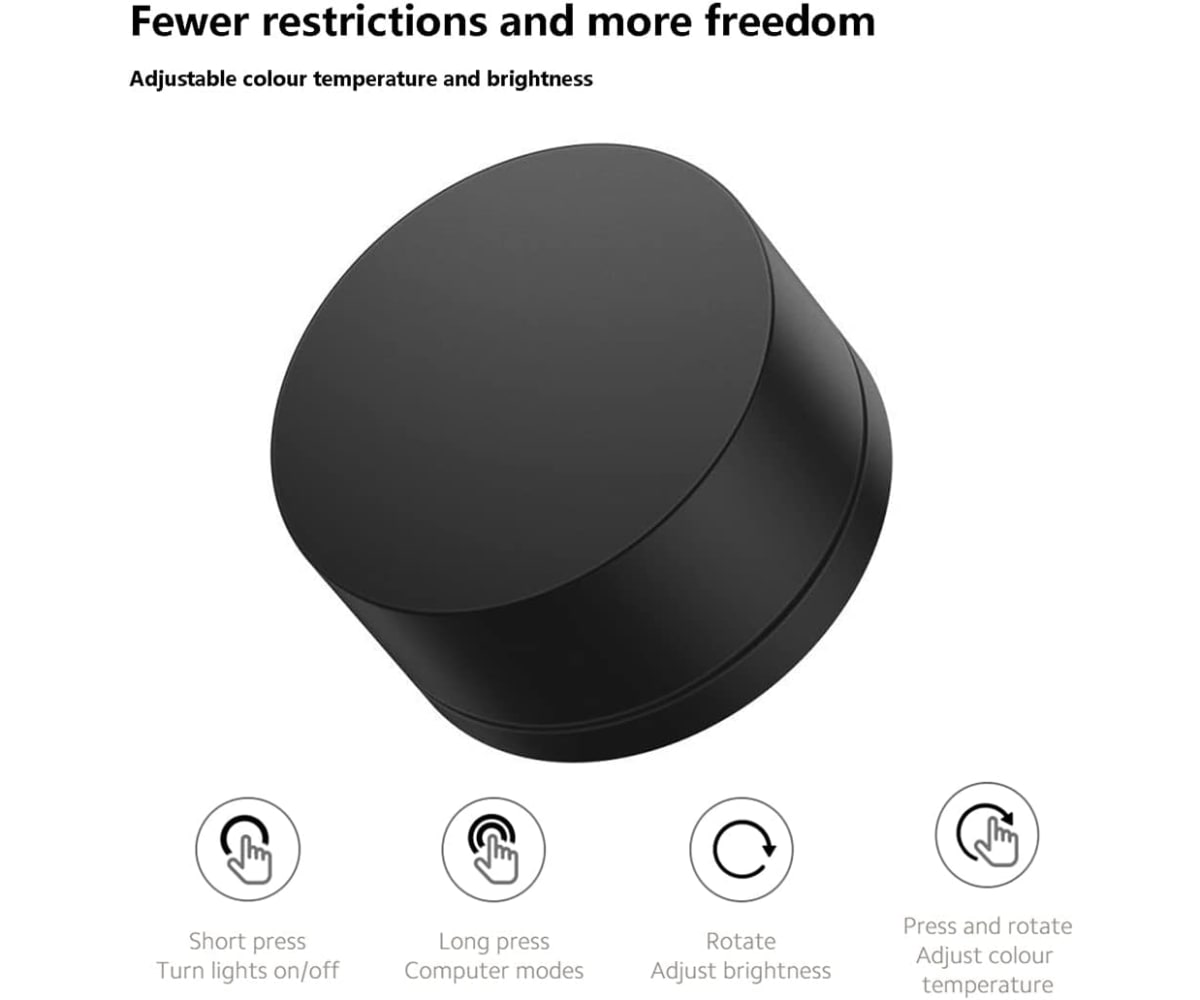 Fewer restrictions and more freedom
Adjustable colour temperature and brightness
Short press
Turn lights on/off
Long press
Computer modes
Rotate
Adjust brightness
Press and rotate
Adjust colour
temperature